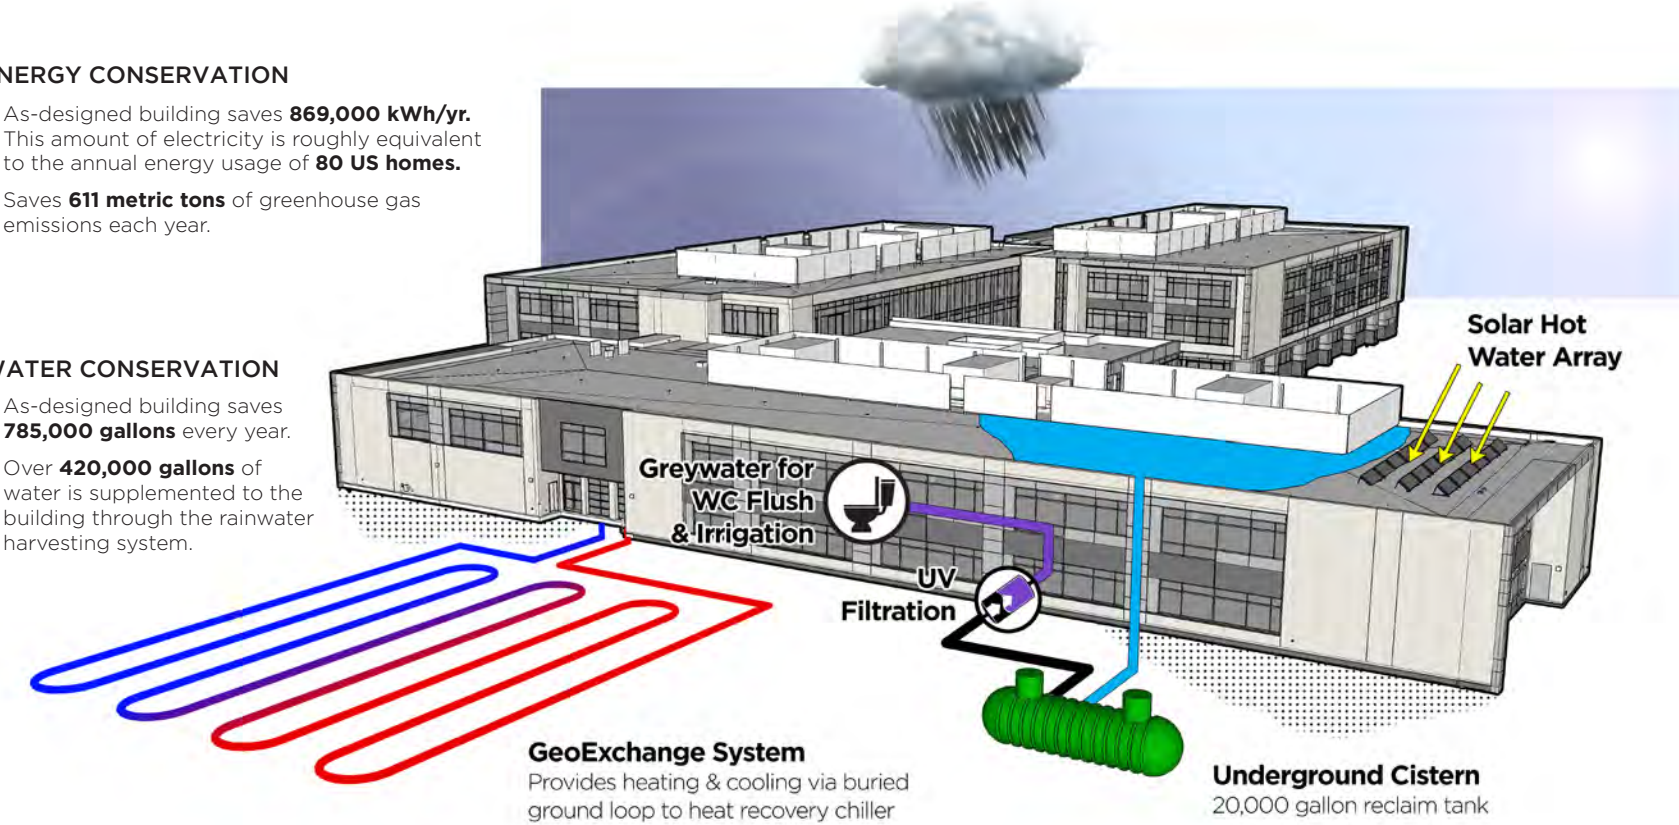 NERGY CONSERVATION
As-designed building saves 869,000 kWh/yr.
This amount of electricity is roughly equivalent
to the annual energy usage of 80 US homes.
Saves 611 metric tons of greenhouse gas
emissions each year.
WATER CONSERVATION
As-designed building saves
785,000 gallons every year.
Over 420,000 gallons of
water is supplemented to the
building through the rainwater
harvesting system.
Solar Hot
Water Array
Greywater for
WC Flush
& Irrigation
UV
Filtration
GeoExchange System
Provides heating & cooling via buried
ground loop to heat recovery chiller
Underground Cistern
20,000 gallon reclaim tank